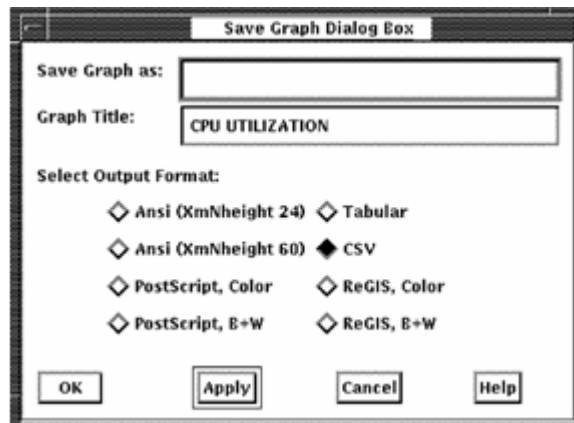 Save Graph Dialog Box
Save Graph as:
Graph Title: CPU UTILIZATION
Select Output Format:
Ansi (XmNheight 24) Tabular
Ansi (XmNheight 60) CSV
PostScript, Color ReGIS, Color
PostScript, B+W ReGIS, B+W
OK Apply Cancel Help